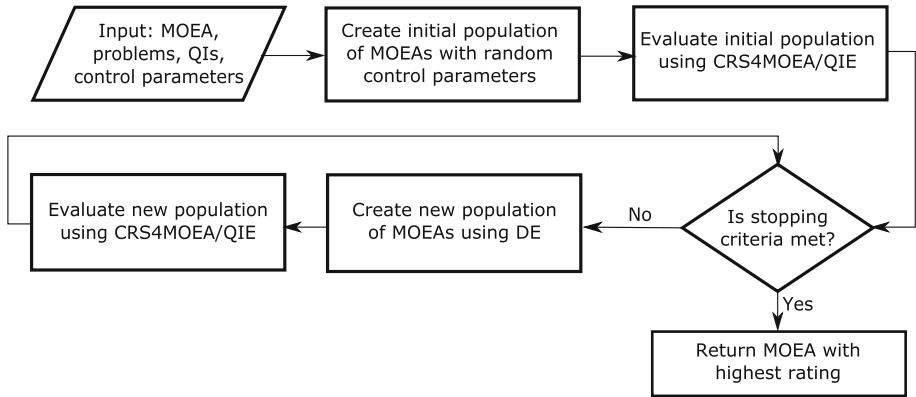 Input: MOEA,
problems, QIs,
control parameters
Create initial population
of MOEAs with random
control parameters
Evaluate initial population
using CRS4MOEA/QIE
Evaluate new population
using CRS4MOEA/QIE
Create new population
of MOEAs using DE
No
Is stopping
criteria met?
Yes
Return MOEA with
highest rating